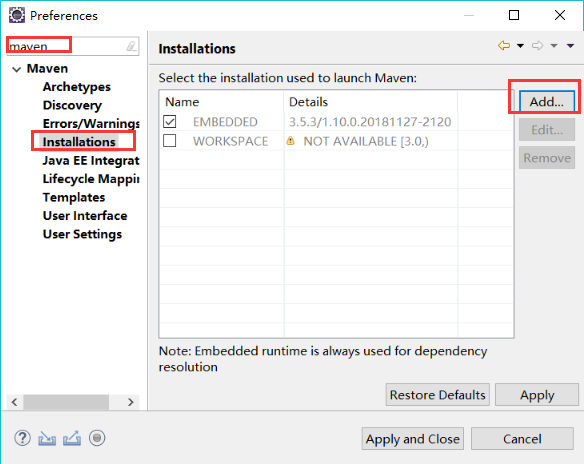 Preferences
maven
Maven
Archetypes
Discovery
Errors/Warnings
Installations
Java EE Integrat
Lifecycle Mappin
Templates
User Interface
User Settings
Installations
Select the installation used to launch Maven:
Name Details
EMBEDDED 3.5.3/1.10.0.20181127-2120
WORKSPACE NOT AVAILABLE [3.0,)
Add...
Edit...
Remove
Note: Embedded runtime is always used for dependency
resolution
Restore Defaults Apply
Apply and Close Cancel